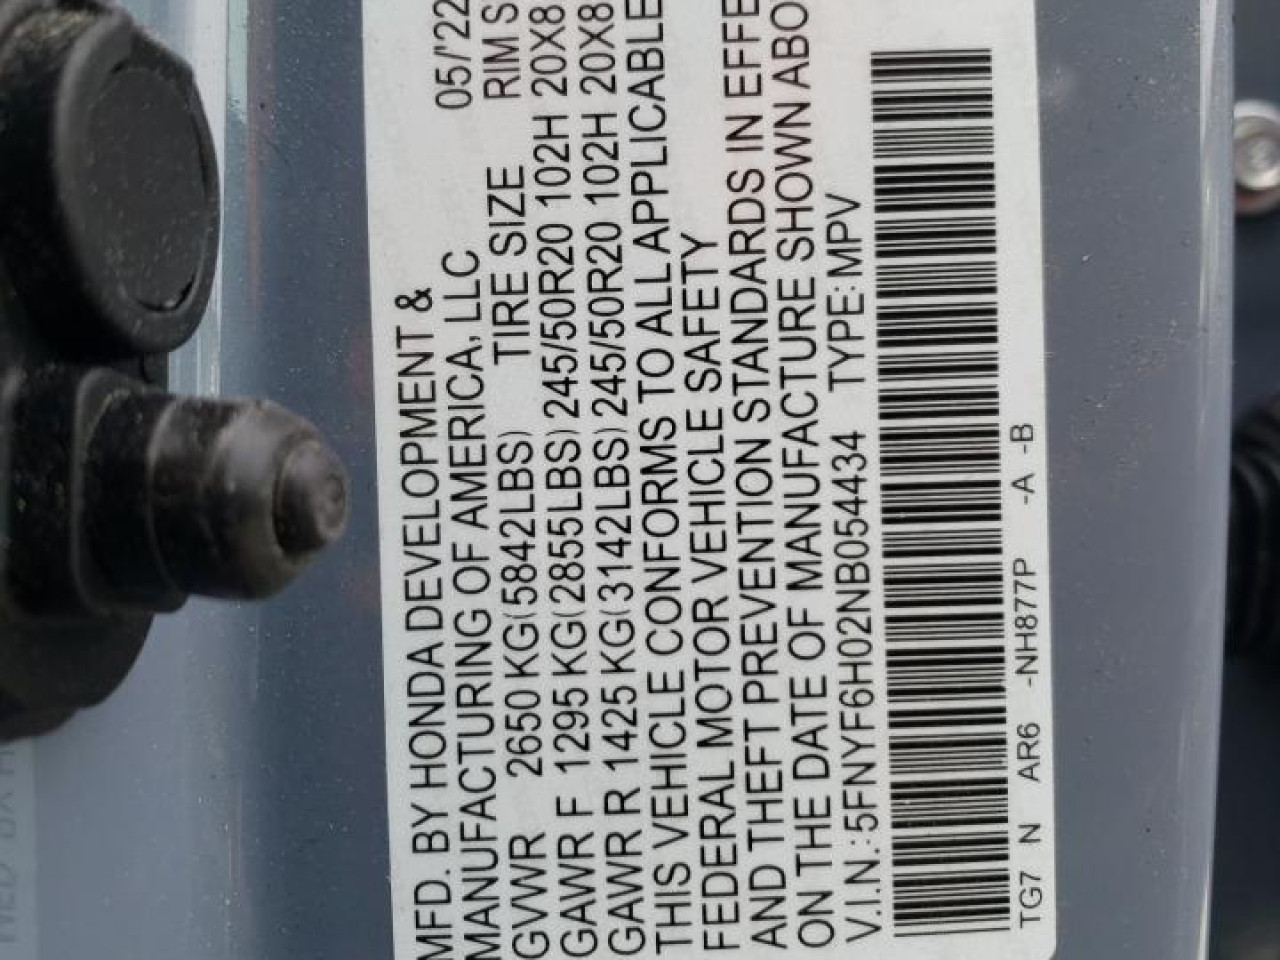 MFD. BY HONDA DEVELOPMENT &
MANUFACTURING OF AMERICA, LLC 05/'22
GVWR 2650 KG(5842LBS) TIRE SIZE RIM S
GAWR F 1295 KG(2855LBS) 245/50R20 102H 20X8
GAWR R 1425 KG(3142LBS) 245/50R20 102H 20X8
THIS VEHICLE CONFORMS TO ALL APPLICABLE
FEDERAL MOTOR VEHICLE SAFETY
AND THEFT PREVENTION STANDARDS IN EFFE
ON THE DATE OF MANUFACTURE SHOWN ABO
V.I.N.: 5FNYF6H02NB054434 TYPE: MPV
TG7 N AR6 -NH877P -A -B